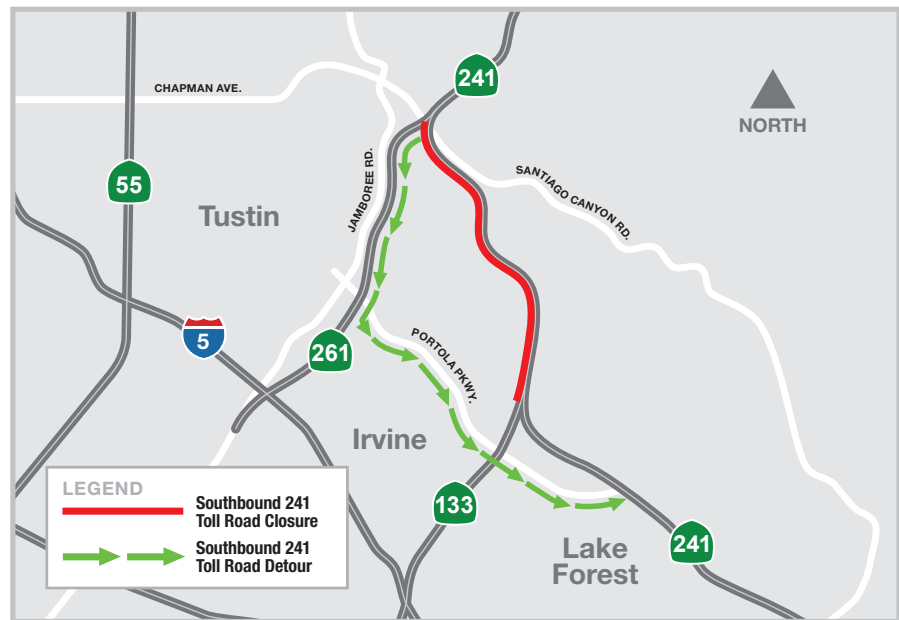 241
CHAPMAN AVE.
NORTH
55
JAMBOREE RD.
SANTIAGO CANYON RD.
Tustin
5
261
PORTOLA PKWY.
Irvine
LEGEND
Southbound 241
Toll Road Closure
Southbound 241
Toll Road Detour
133
Lake
Forest
241